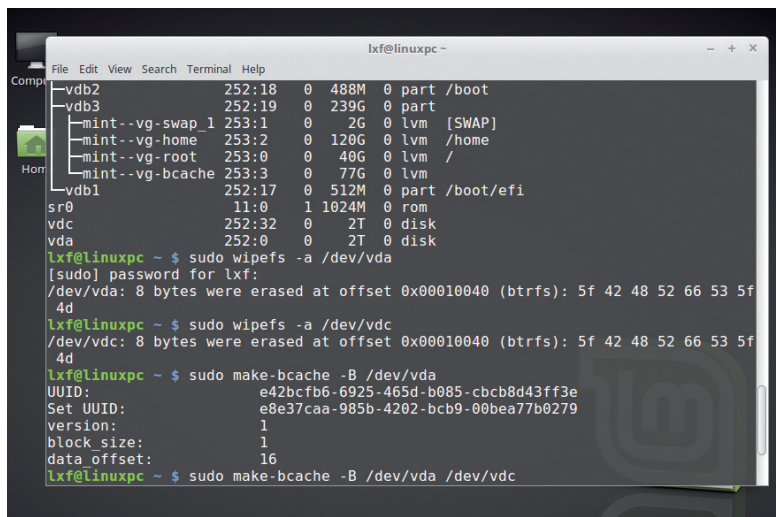 lxf@linuxpc ~
File Edit View Search Terminal Help
Comp
Hom
├─vdb2 252:18 0 488M 0 part /boot
├─vdb3 252:19 0 239G 0 part
│ ├─mint--vg-swap_1 253:1 0 2G 0 lvm [SWAP]
│ ├─mint--vg-home 253:2 0 120G 0 lvm /home
│ ├─mint--vg-root 253:0 0 40G 0 lvm /
│ └─mint--vg-bcache 253:3 0 77G 0 lvm
└─vdb1 252:17 0 512M 0 part /boot/efi
sr0 11:0 1 1024M 0 rom
vdc 252:32 0 2T 0 disk
vda 252:0 0 2T 0 disk
lxf@linuxpc ~ $ sudo wipefs -a /dev/vda
[sudo] password for lxf:
/dev/vda: 8 bytes were erased at offset 0x00010040 (btrfs): 5f 42 48 52 66 53 5f
4d
lxf@linuxpc ~ $ sudo wipefs -a /dev/vdc
/dev/vdc: 8 bytes were erased at offset 0x00010040 (btrfs): 5f 42 48 52 66 53 5f
4d
lxf@linuxpc ~ $ sudo make-bcache -B /dev/vda
UUID: e42bcfb6-6925-465d-b085-cbcb8d43ff3e
Set UUID: e8e37caa-985b-4202-bcb9-00bea77b0279
version: 1
block_size: 1
data_offset: 16
lxf@linuxpc ~ $ sudo make-bcache -B /dev/vda /dev/vdc